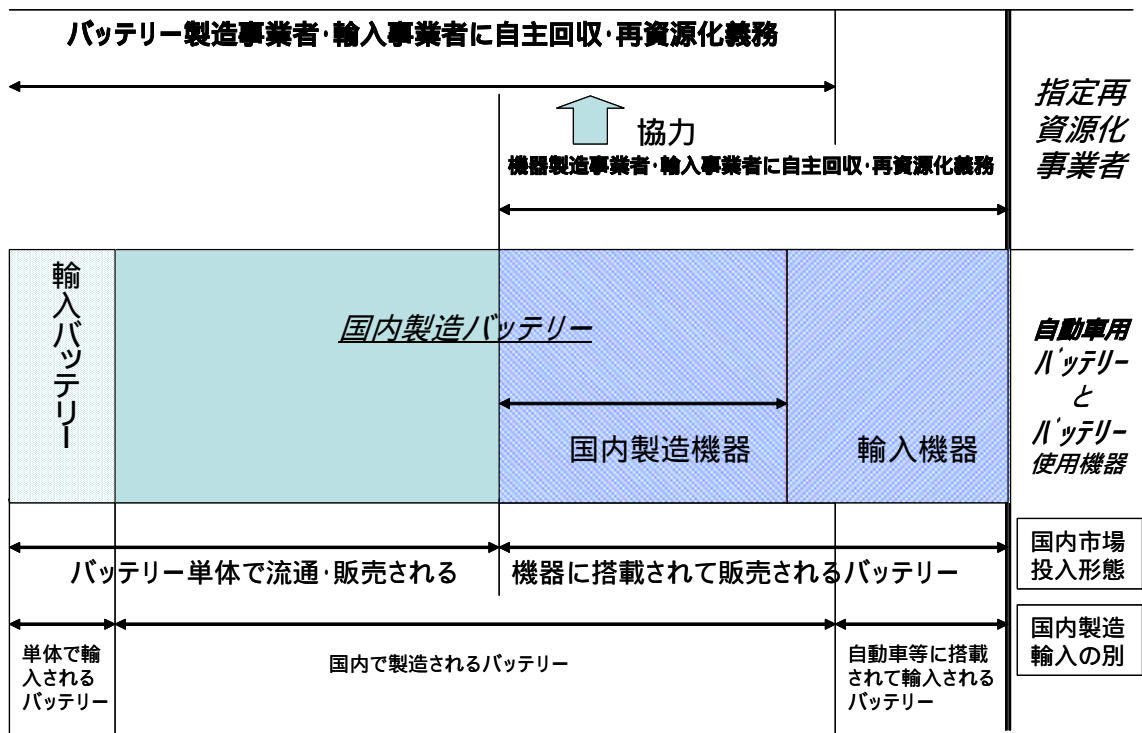 バッテリー製造事業者・輸入事業者に自主回収・再資源化義務
指定再
資源化
事業者
協力
機器製造事業者・輸入事業者に自主回収・再資源化義務
輸入バッテリー
国内製造バッテリー
国内製造機器
輸入機器
自動車用
バッテリー
と
バッテリー
使用機器
バッテリー単体で流通・販売される
機器に搭載されて販売されるバッテリー
国内市場
投入形態
単体で輸
入される
バッテリー
国内で製造されるバッテリー
自動車等に搭載
されて輸入される
バッテリー
国内製造
輸入の別